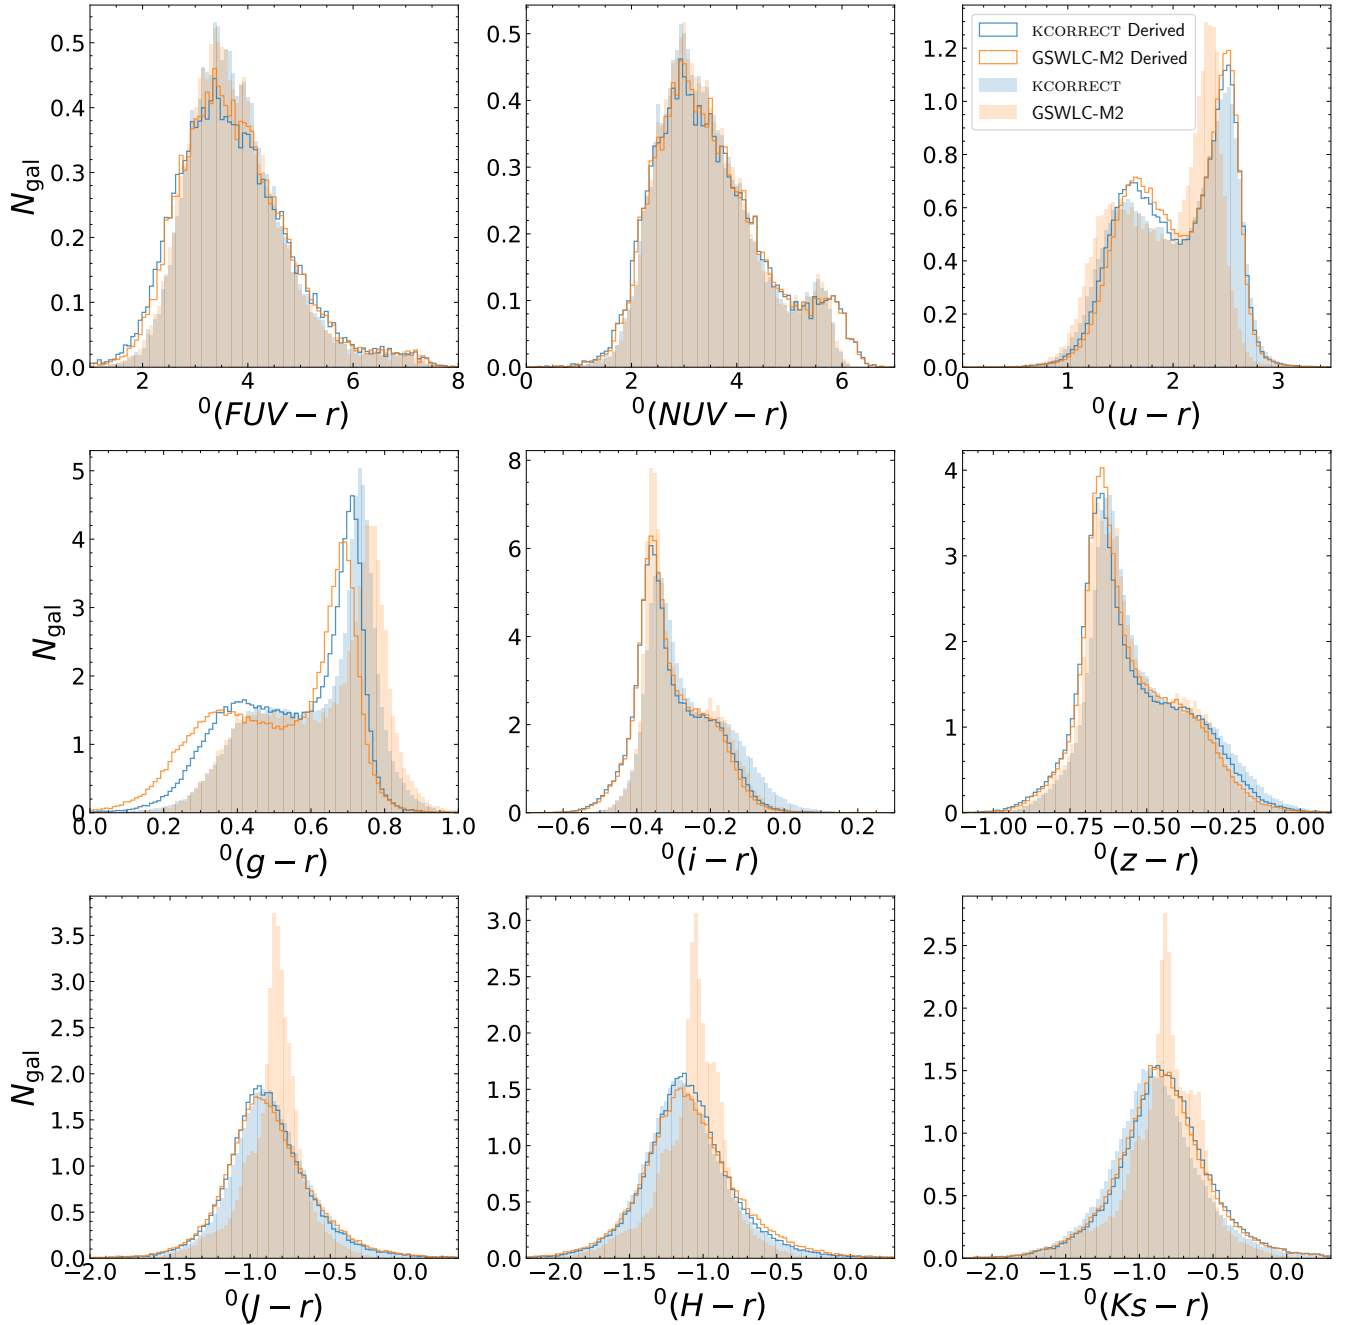 0.5
0.4
0.3
0.2
0.1
0.0
2 4 6 8
N_gal
⁰(FUV − r)
0.5
0.4
0.3
0.2
0.1
0.0
0 2 4 6
⁰(NUV − r)
1.2
1.0
0.8
0.6
0.4
0.2
0.0
0 1 2 3
⁰(u − r)
KCORRECT Derived
GSWLC-M2 Derived
KCORRECT
GSWLC-M2
5
4
3
2
1
0
0.0 0.2 0.4 0.6 0.8 1.0
N_gal
⁰(g − r)
8
6
4
2
0
−0.6 −0.4 −0.2 0.0 0.2
⁰(i − r)
4
3
2
1
0
−1.00 −0.75 −0.50 −0.25 0.00
⁰(z − r)
3.5
3.0
2.5
2.0
1.5
1.0
0.5
0.0
−2.0 −1.5 −1.0 −0.5 0.0
N_gal
⁰(J − r)
3.0
2.5
2.0
1.5
1.0
0.5
0.0
−2.0 −1.5 −1.0 −0.5 0.0
⁰(H − r)
2.5
2.0
1.5
1.0
0.5
0.0
−2.0 −1.5 −1.0 −0.5 0.0
⁰(Ks − r)